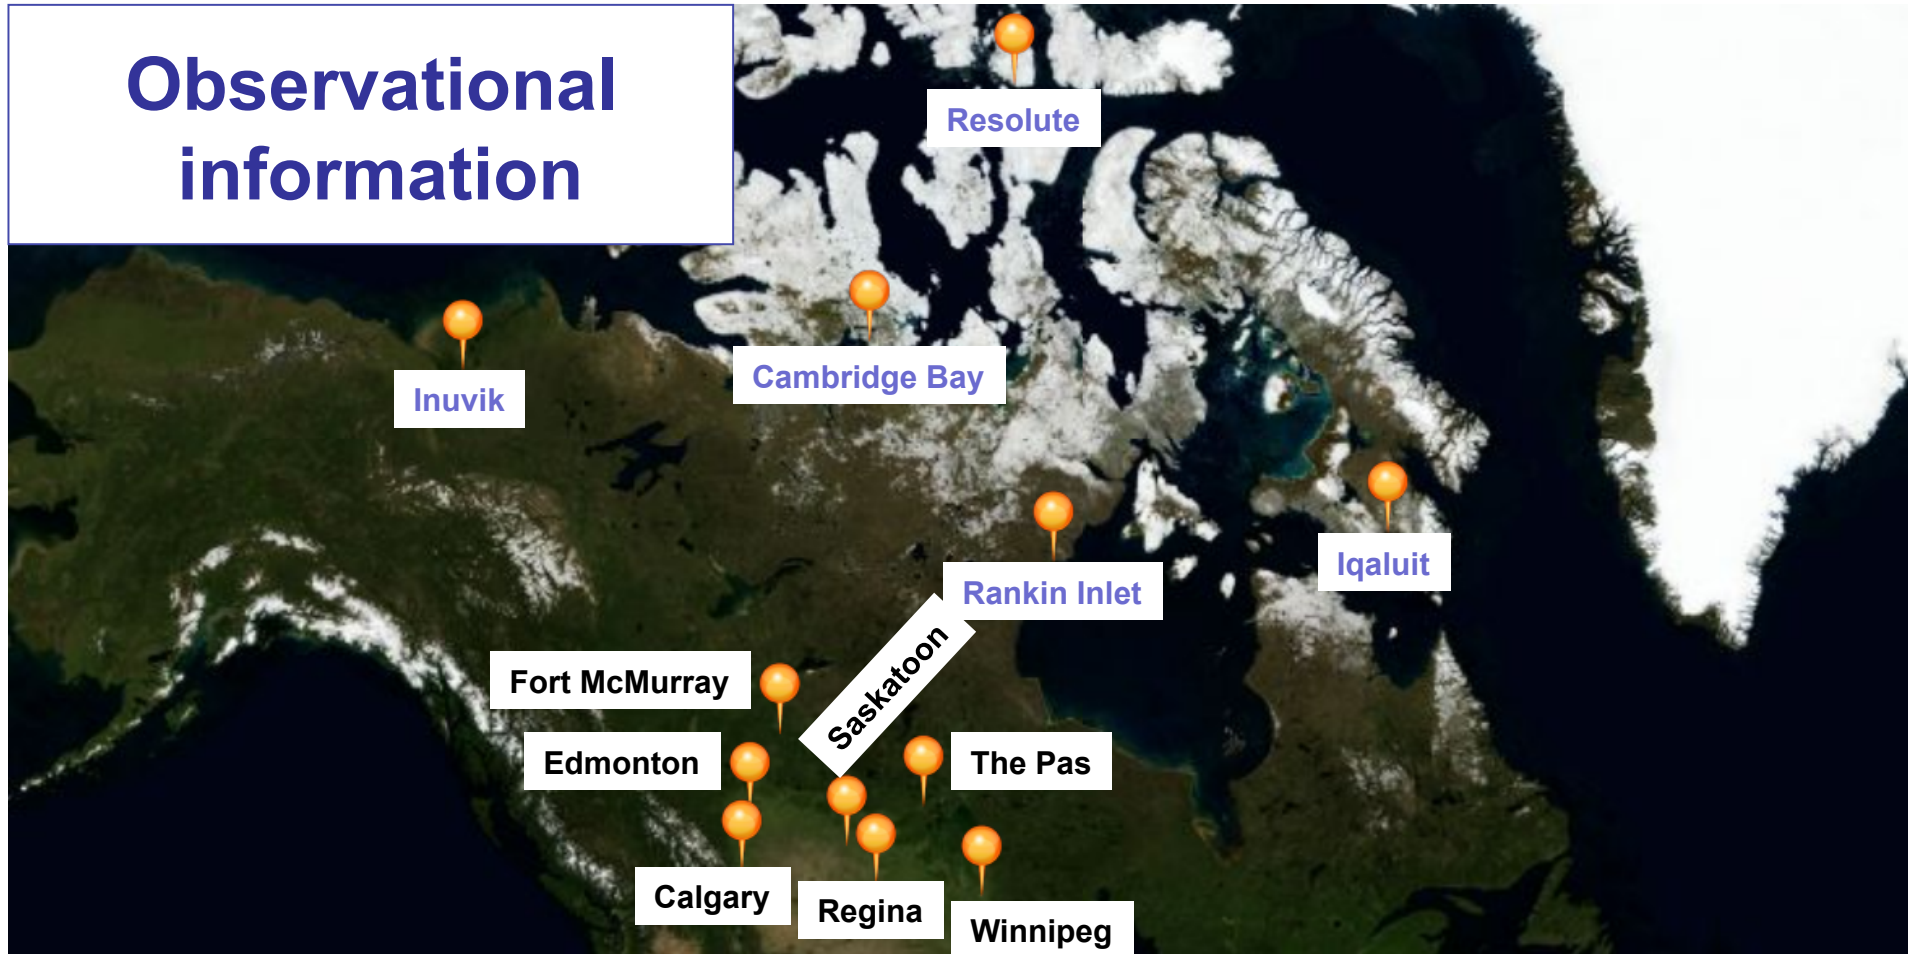 Observational
information
Resolute
Cambridge Bay
Inuvik
Iqaluit
Rankin Inlet
Saskatoon
Fort McMurray
Edmonton
The Pas
Calgary
Regina
Winnipeg